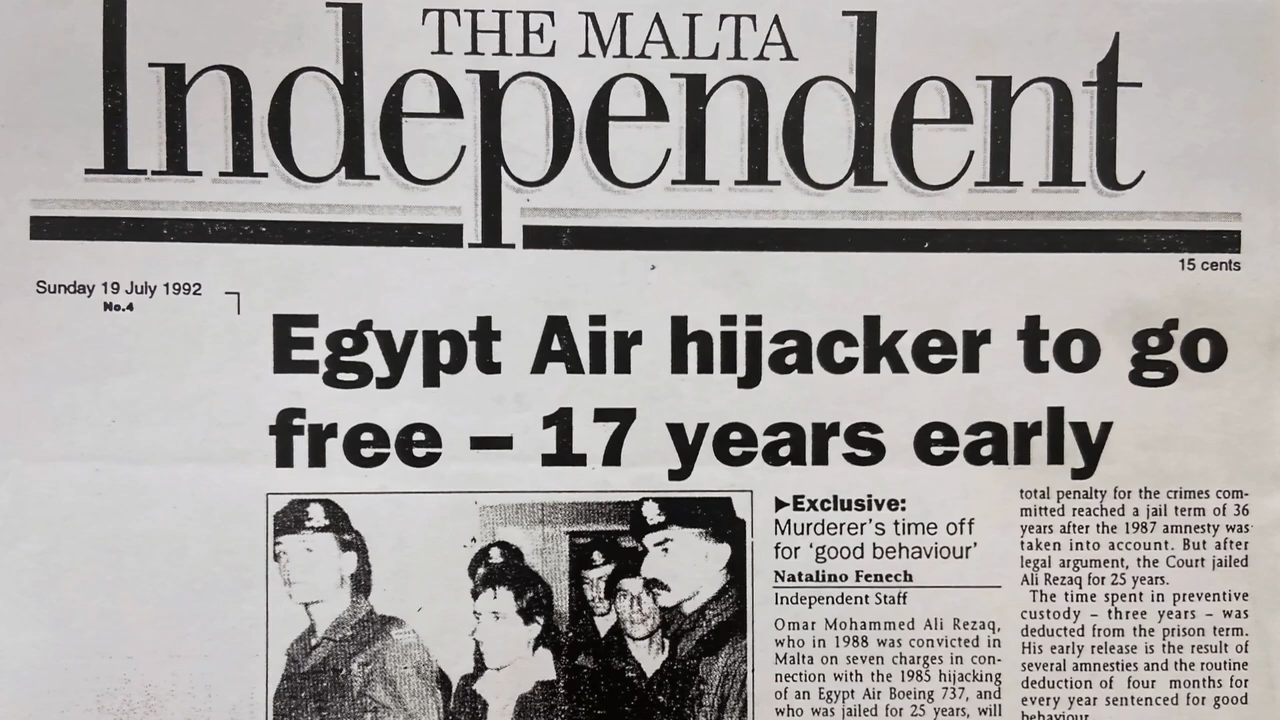 THE MALTA
Independent
15 cents
Sunday 19 July 1992
No.4
Egypt Air hijacker to go
free – 17 years early
►Exclusive:
Murderer's time off
for 'good behaviour'
Natalino Fenech
Independent Staff
Omar Mohammed Ali Rezaq,
who in 1988 was convicted in
Malta on seven charges in con-
nection with the 1985 hijacking
of an Egypt Air Boeing 737, and
who was jailed for 25 years, will
total penalty for the crimes com-
mitted reached a jail term of 36
years after the 1987 amnesty was
taken into account. But after
legal argument, the Court jailed
Ali Rezaq for 25 years.
The time spent in preventive
custody – three years – was
deducted from the prison term.
His early release is the result of
several amnesties and the routine
deduction of four months for
every year sentenced for good
behaviour